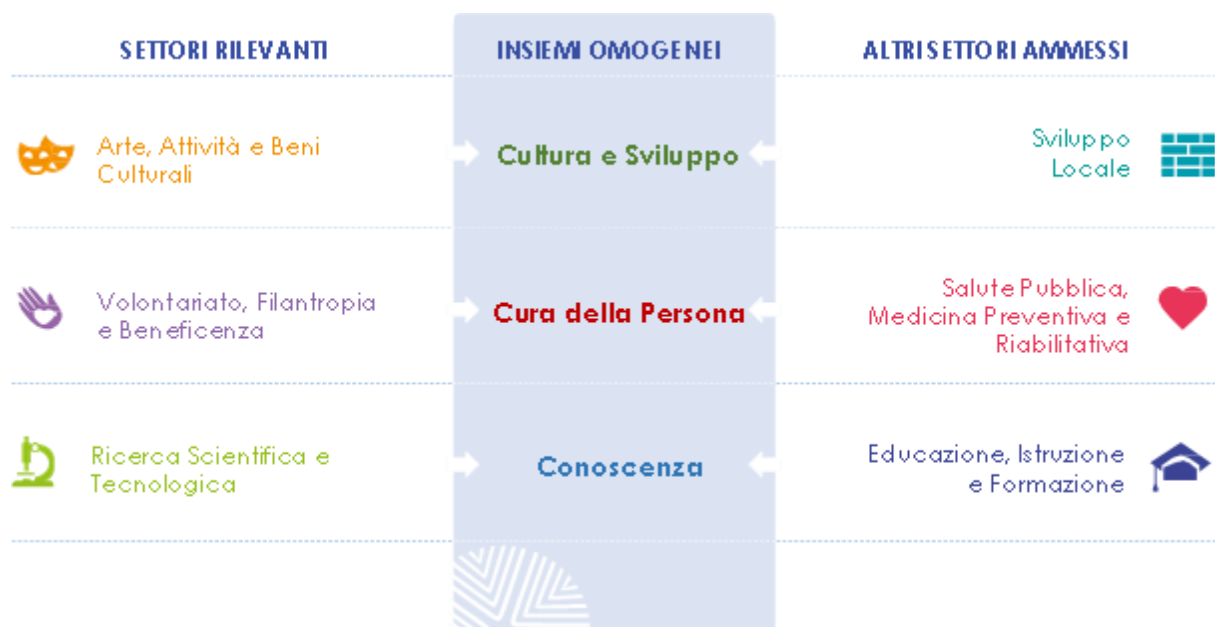 SETTORI RILEVANTI
INSIEMI OMOGENEI
ALTRI SETTORI AMMESSI
Arte, Attività e Beni
Culturali
Cultura e Sviluppo
Sviluppo
Locale
Volontariato, Filantropia
e Beneficenza
Cura della Persona
Salute Pubblica,
Medicina Preventiva e
Riabilitativa
Ricerca Scientifica e
Tecnologica
Conoscenza
Educazione, Istruzione
e Formazione